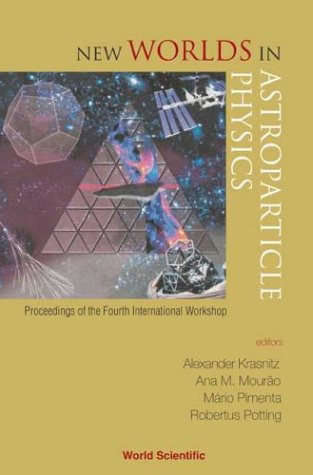 NEW WORLDS IN
ASTROPARTICLE
PHYSICS
Proceedings of the Fourth International Workshop
editors
Alexander Krasnitz
Ana M. Mourão
Mário Pimenta
Robertus Potting
World Scientific